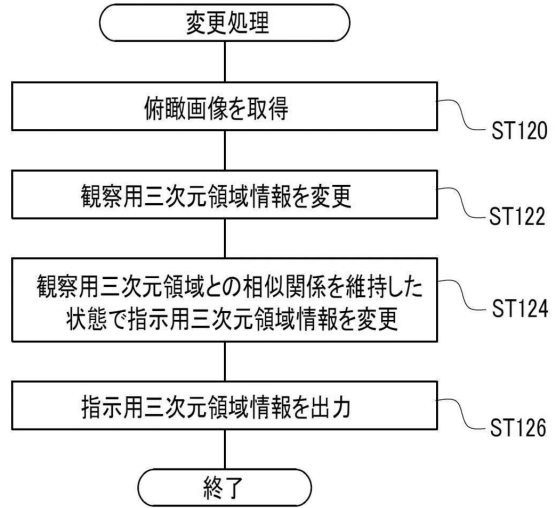 変更処理
俯瞰画像を取得
ST120
観察用三次元領域情報を変更
ST122
観察用三次元領域との相似関係を維持した
状態で指示用三次元領域情報を変更
ST124
指示用三次元領域情報を出力
ST126
終了